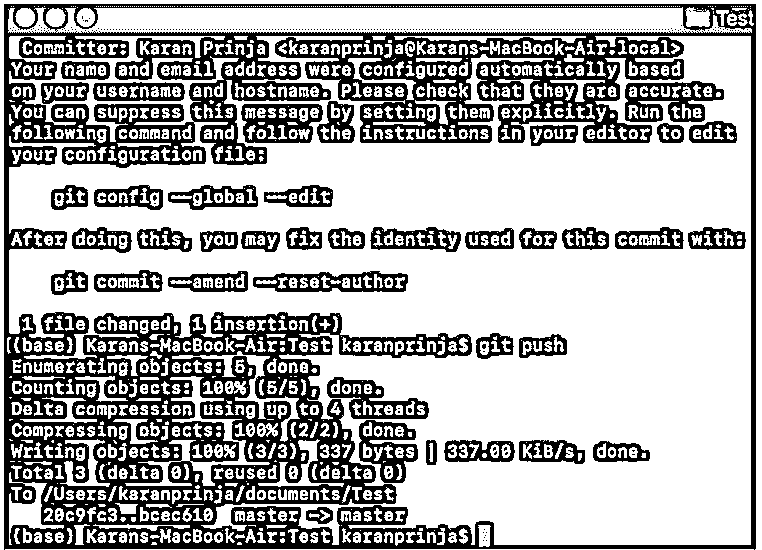 Test
Committer: Karan Prinja <karanprinja@Karans-MacBook-Air.local>
Your name and email address were configured automatically based
on your username and hostname. Please check that they are accurate.
You can suppress this message by setting them explicitly. Run the
following command and follow the instructions in your editor to edit
your configuration file:
git config --global --edit
After doing this, you may fix the identity used for this commit with:
git commit --amend --reset-author
1 file changed, 1 insertion(+)
(base) Karans-MacBook-Air:Test karanprinja$ git push
Enumerating objects: 5, done.
Counting objects: 100% (5/5), done.
Delta compression using up to 4 threads
Compressing objects: 100% (2/2), done.
Writing objects: 100% (3/3), 337 bytes | 337.00 KiB/s, done.
Total 3 (delta 0), reused 0 (delta 0)
To /Users/karanprinja/documents/Test
20c9fc3..bcec610  master -> master
(base) Karans-MacBook-Air:Test karanprinja$